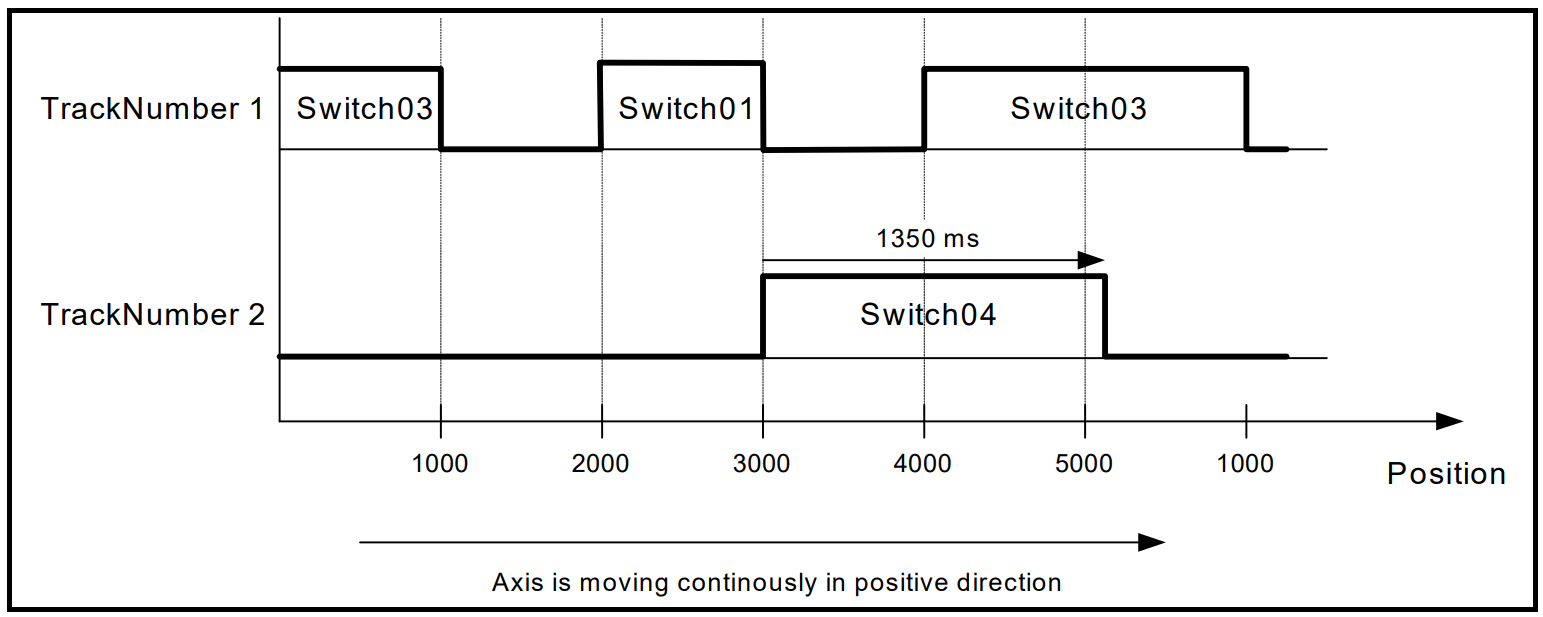 TrackNumber 1
Switch03
Switch01
Switch03
1350 ms
TrackNumber 2
Switch04
1000
2000
3000
4000
5000
1000
Position
Axis is moving continously in positive direction